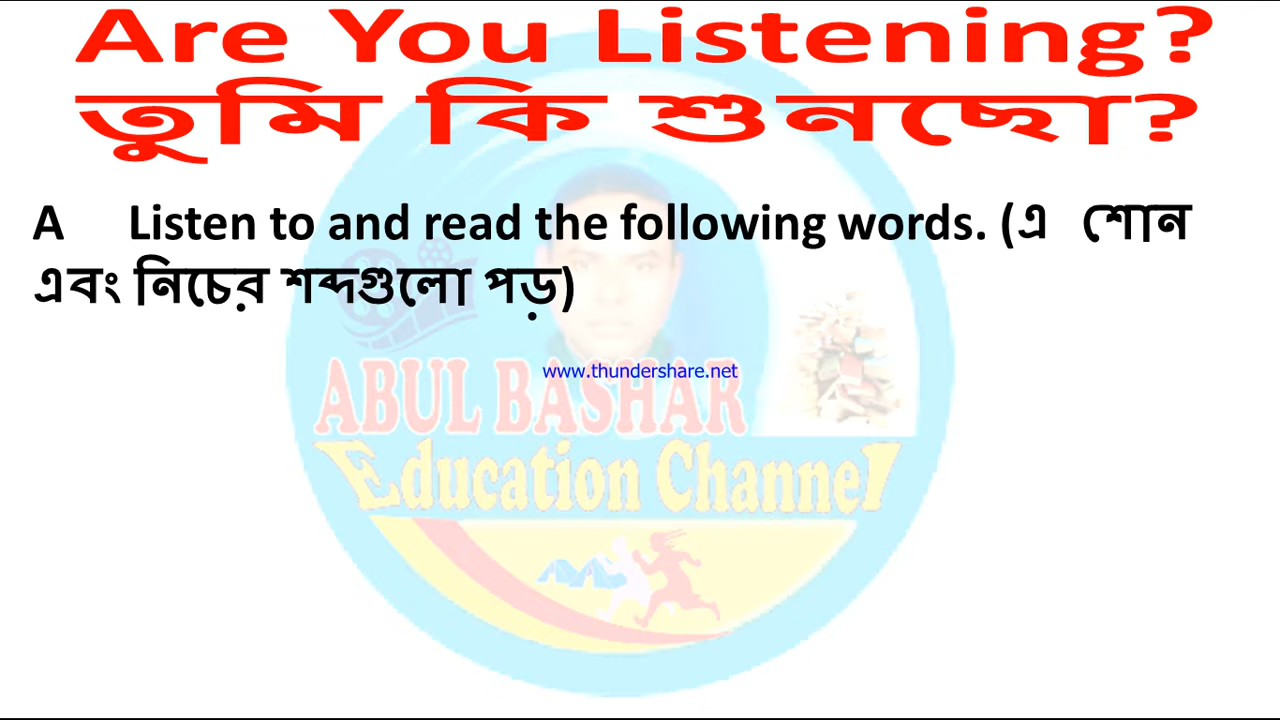 Are You Listening?
তুমি কি শুনছো?
A Listen to and read the following words. (এ শোন
এবং নিচের শব্দগুলো পড়)
www.thundershare.net
ABUL BASHAR
Education Channel